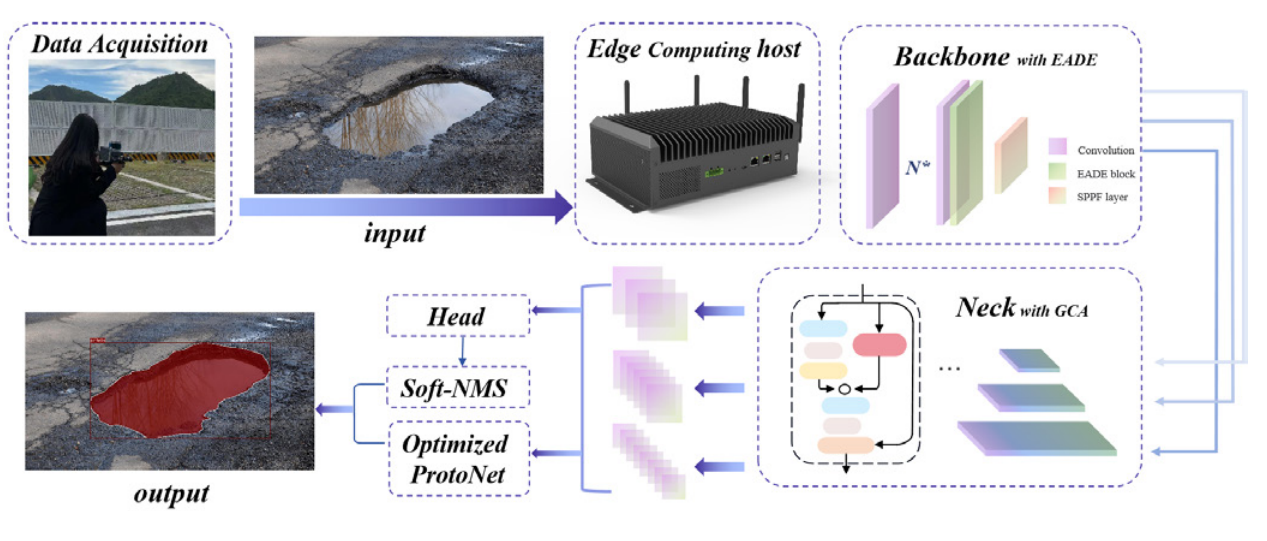 Data Acquisition
input
Edge Computing host
Backbone with EADE
N*
Convolution
EADE block
SPPF layer
Neck with GCA
...
Head
Soft-NMS
Optimized
ProtoNet
output